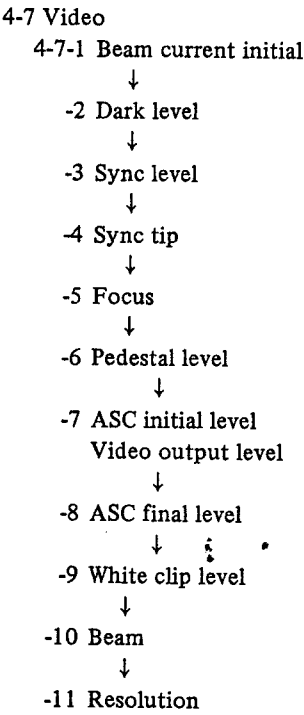 4-7 Video
4-7-1 Beam current initial
↓
-2 Dark level
↓
-3 Sync level
↓
-4 Sync tip
↓
-5 Focus
↓
-6 Pedestal level
↓
-7 ASC initial level
Video output level
↓
-8 ASC final level
↓
-9 White clip level
↓
-10 Beam
↓
-11 Resolution